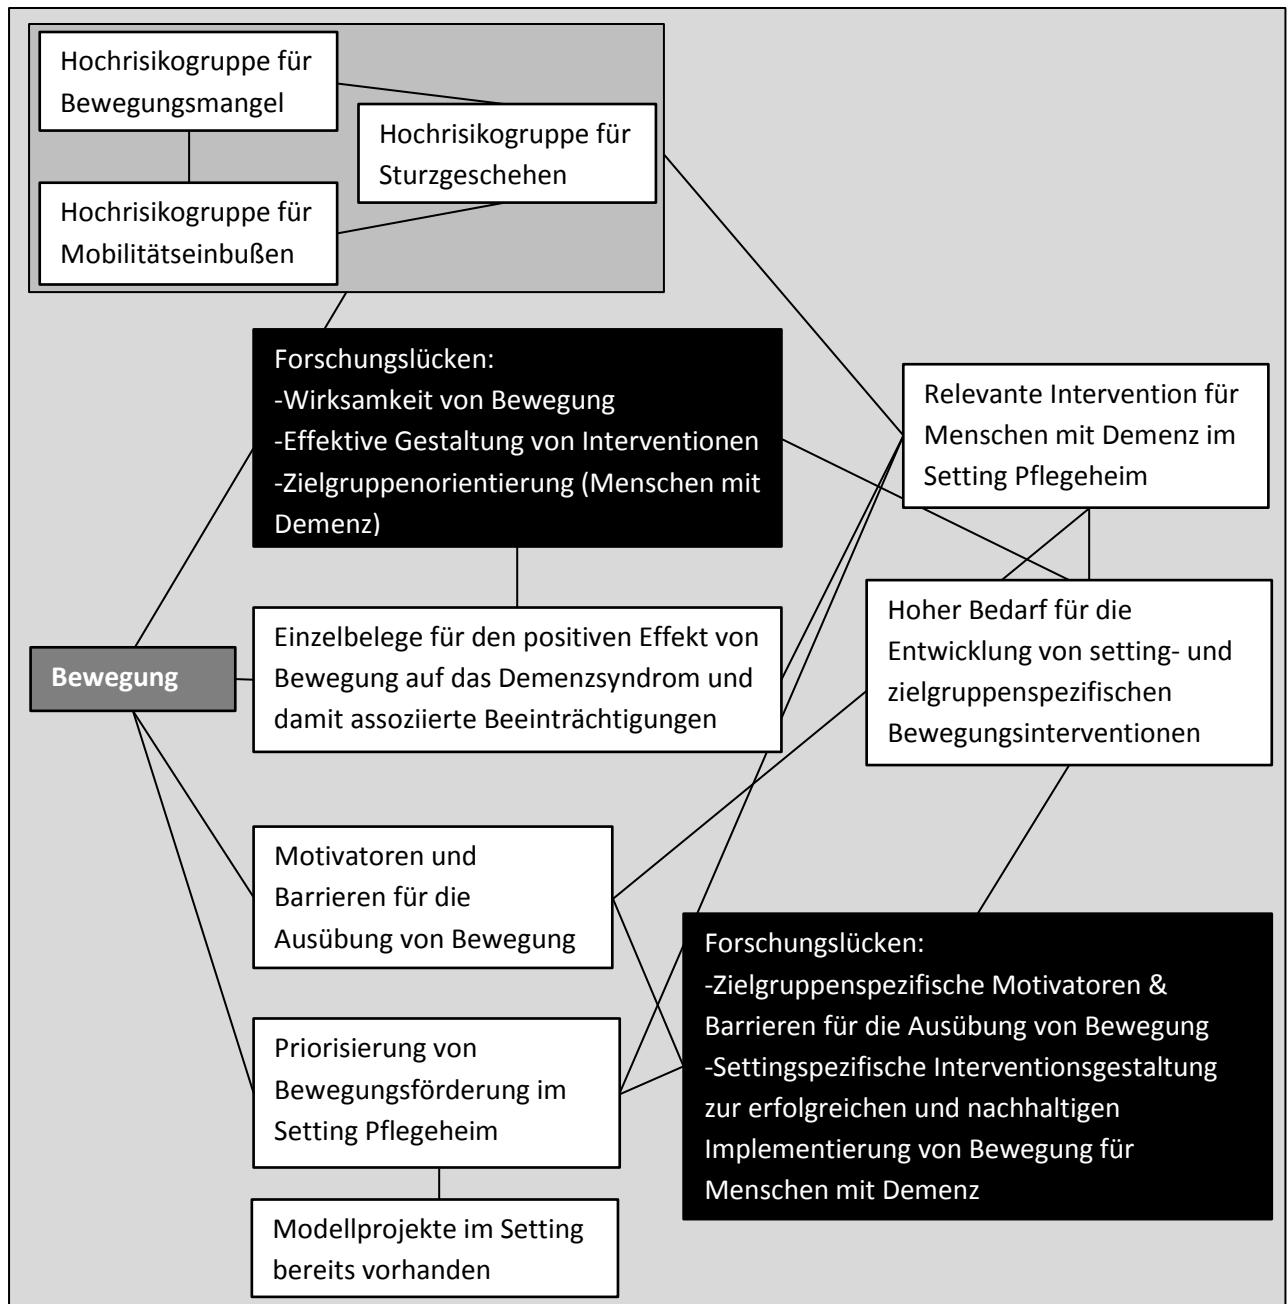 Hochrisikogruppe für
Bewegungsmangel
Hochrisikogruppe für
Sturzgeschehen
Hochrisikogruppe für
Mobilitätseinbußen
Forschungslücken:
-Wirksamkeit von Bewegung
-Effektive Gestaltung von Interventionen
-Zielgruppenorientierung (Menschen mit
Demenz)
Relevante Intervention für
Menschen mit Demenz im
Setting Pflegeheim
Bewegung
Einzelbelege für den positiven Effekt von
Bewegung auf das Demenzsyndrom und
damit assoziierte Beeinträchtigungen
Hoher Bedarf für die
Entwicklung von setting- und
zielgruppenspezifischen
Bewegungsinterventionen
Motivatoren und
Barrieren für die
Ausübung von Bewegung
Forschungslücken:
-Zielgruppenspezifische Motivatoren &
Barrieren für die Ausübung von Bewegung
-Settingspezifische Interventionsgestaltung
zur erfolgreichen und nachhaltigen
Implementierung von Bewegung für
Menschen mit Demenz
Priorisierung von
Bewegungsförderung im
Setting Pflegeheim
Modellprojekte im Setting
bereits vorhanden